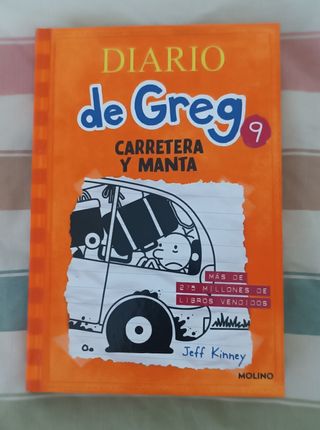 DIARIO
de Greg 9
CARRETERA
Y MANTA
MÁS DE
275 MILLONES DE
LIBROS VENDIDOS
Jeff Kinney
MOLINO